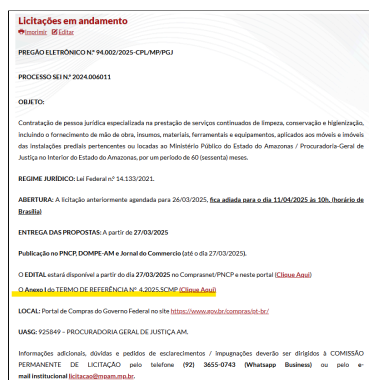 Licitações em andamento
Imprimir Editar
PREGÃO ELETRÔNICO N.º 94.002/2025-CPL/MP/PGJ
PROCESSO SEI N.º 2024.006011
OBJETO:
Contratação de pessoa jurídica especializada na prestação de serviços continuados de limpeza, conservação e higienização,
incluindo o fornecimento de mão de obra, insumos, materiais, ferramentais e equipamentos, aplicados aos móveis e imóveis
das instalações prediais pertencentes ou locadas ao Ministério Público do Estado do Amazonas / Procuradoria-Geral de
Justiça no Interior do Estado do Amazonas, por um período de 60 (sessenta) meses.
REGIME JURÍDICO: Lei Federal n.º 14.133/2021.
ABERTURA: A licitação anteriormente agendada para 26/03/2025, fica adiada para o dia 11/04/2025 às 10h. (horário de
Brasília)
ENTREGA DAS PROPOSTAS: A partir de 27/03/2025
Publicação no PNCP, DOMPE-AM e Jornal do Commercio (até o dia 27/03/2025).
O EDITAL estará disponível a partir do dia 27/03/2025 no Comprasnet/PNCP e neste portal (Clique Aqui)
O Anexo I do TERMO DE REFERÊNCIA Nº 4.2025.SCMP (Clique Aqui)
LOCAL: Portal de Compras do Governo Federal no site https://www.gov.br/compras/pt-br/
UASG: 925849 – PROCURADORIA GERAL DE JUSTIÇA AM.
Informações adicionais, dúvidas e pedidos de esclarecimentos / impugnações deverão ser dirigidos à COMISSÃO
PERMANENTE DE LICITAÇÃO pelo telefone (92) 3655-0743 (Whatsapp Business) ou pelo e-
mail institucional licitacao@mpam.mp.br.